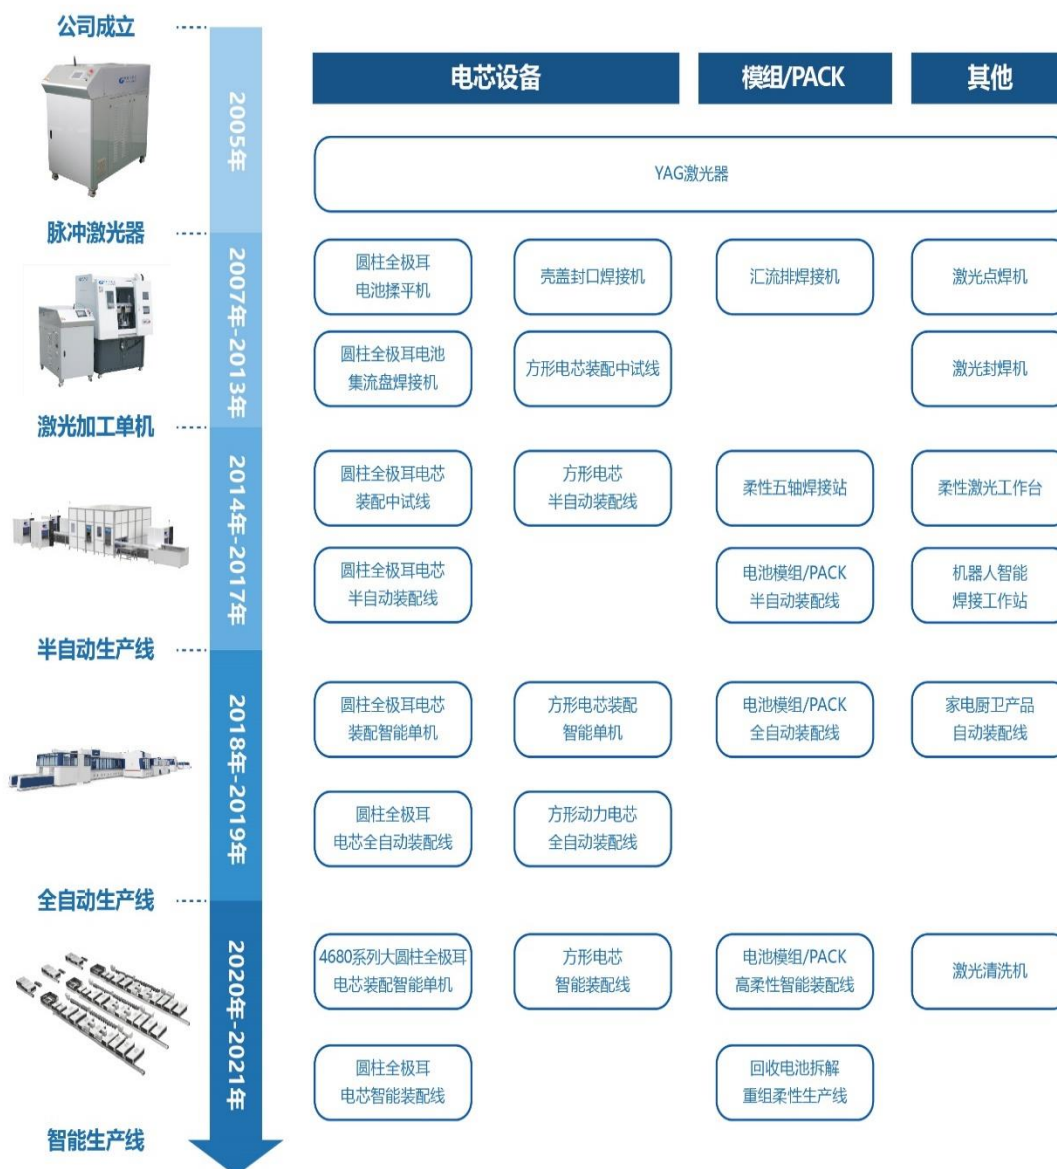 公司成立
电芯设备
模组/PACK
其他
2005年
YAG激光器
脉冲激光器
2007年-2013年
圆柱全极耳
电池揉平机
壳盖封口焊接机
汇流排焊接机
激光点焊机
圆柱全极耳电池
集流盘焊接机
方形电芯装配中试线
激光封焊机
激光加工单机
2014年-2017年
圆柱全极耳电芯
装配中试线
方形电芯
半自动装配线
柔性五轴焊接站
柔性激光工作台
圆柱全极耳电芯
半自动装配线
电池模组/PACK
半自动装配线
机器人智能
焊接工作站
半自动生产线
2018年-2019年
圆柱全极耳电芯
装配智能单机
方形电芯装配
智能单机
电池模组/PACK
全自动装配线
家电厨卫产品
自动装配线
圆柱全极耳
电芯全自动装配线
方形动力电芯
全自动装配线
全自动生产线
2020年-2021年
4680系列大圆柱全极耳
电芯装配智能单机
方形电芯
智能装配线
电池模组/PACK
高柔性智能装配线
激光清洗机
圆柱全极耳
电芯智能装配线
回收电池拆解
重组柔性生产线
智能生产线